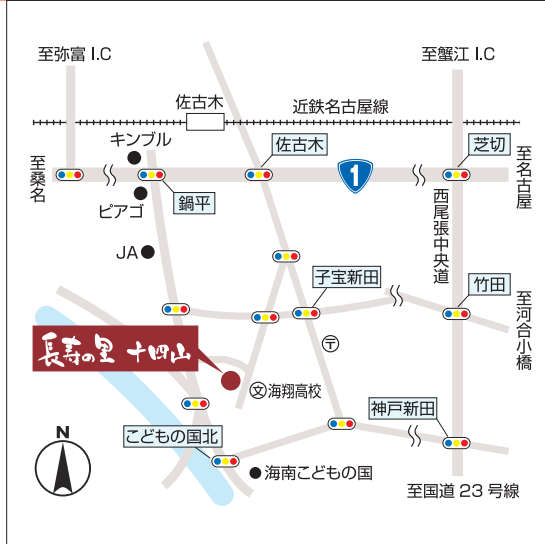 至弥富 I.C
至蟹江 I.C
佐古木
近鉄名古屋線
キンブル
佐古木
芝切
至桑名
1
至名古屋
鍋平
ピアゴ
西尾張中央道
JA
子宝新田
竹田
至河合小橋
長寿の里 十四山
〒
文
海翔高校
神戸新田
こどもの国北
N
海南こどもの国
至国道 23 号線